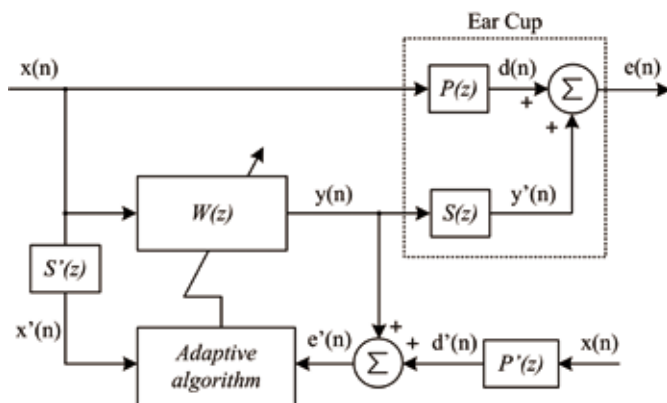 Ear Cup
x(n)
P(z)
d(n)
Σ
e(n)
+
+
W(z)
y(n)
S(z)
y’(n)
S’(z)
x’(n)
Adaptive
algorithm
e’(n)
Σ
+
+
d’(n)
P’(z)
x(n)